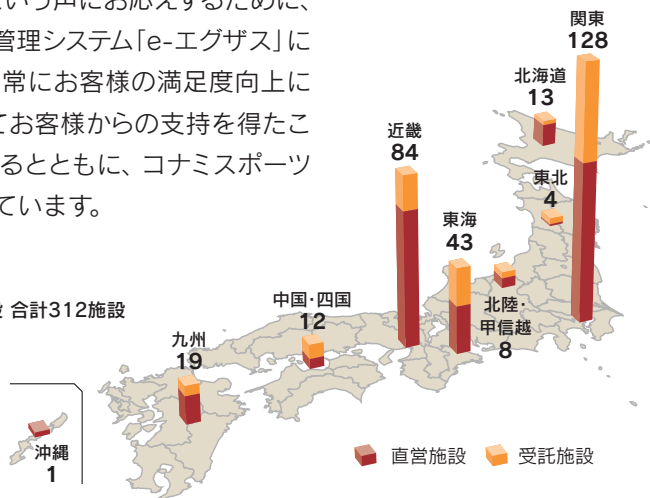 いう声にお応えするために、
管理システム「e-エグザス」に
常にお客様の満足度向上に
てお客様からの支持を得たこ
るとともに、コナミスポーツ
ています。
合計312施設
関東
128
北海道
13
東北
4
近畿
84
東海
43
北陸・
甲信越
8
中国・四国
12
九州
19
沖縄
1
直営施設
受託施設